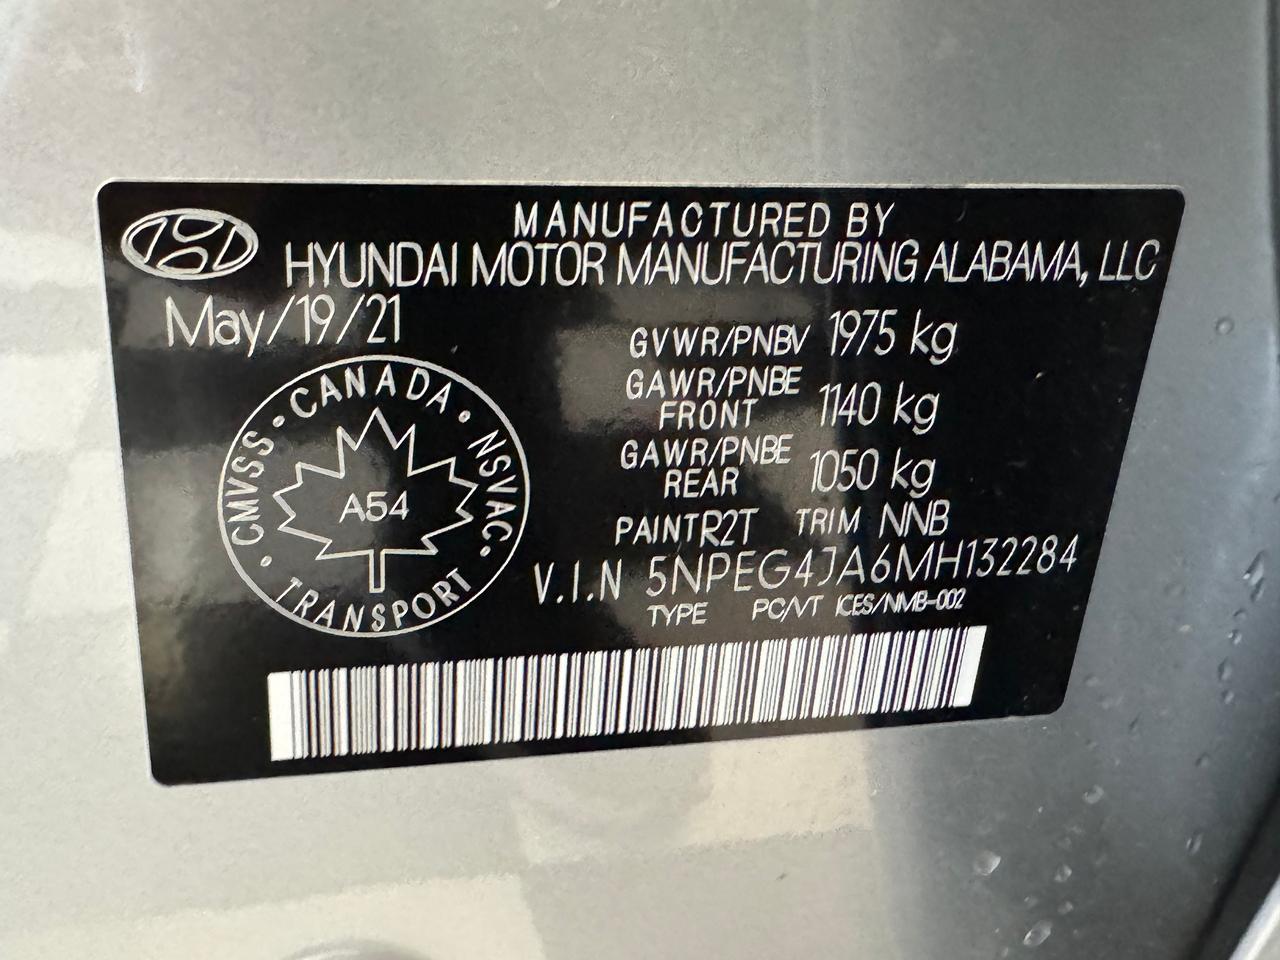 MANUFACTURED BY
HYUNDAI MOTOR MANUFACTURING ALABAMA, LLC
May/19/21
GVWR/PNBV 1975 kg
GAWR/PNBE FRONT 1140 kg
GAWR/PNBE REAR 1050 kg
PAINT R2T TRIM NNB
V.I.N 5NPEG4JA6MH132284
TYPE PC/VT ICES/NMB-002
CANADA · NSVAC · TRANSPORT · CMVSS ·
A54